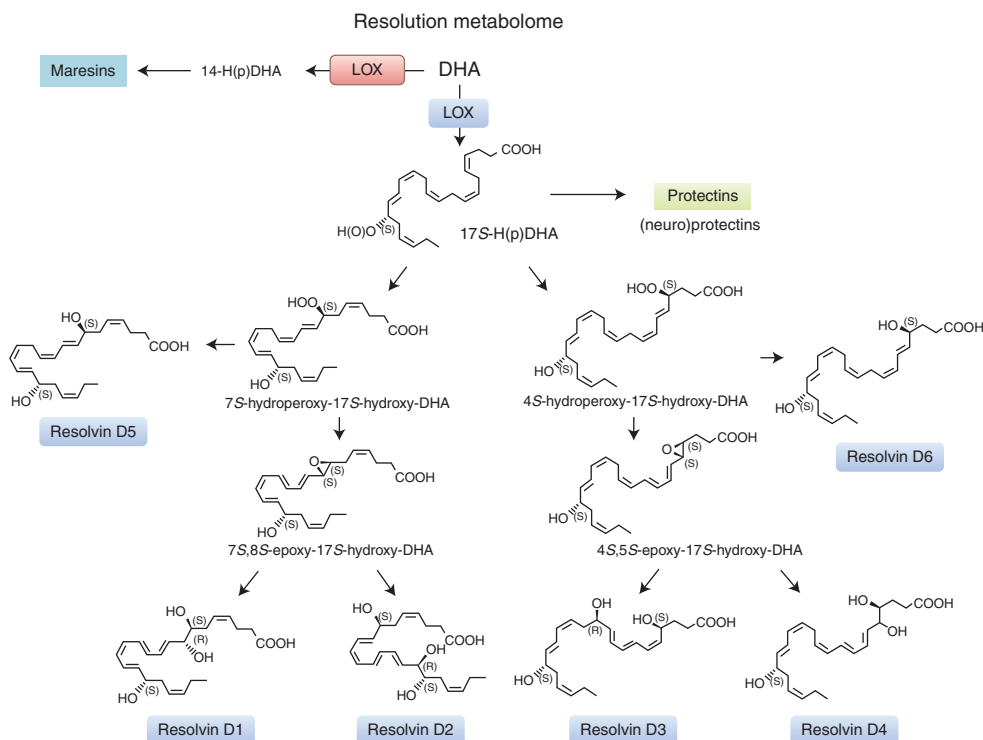 Resolution metabolome
Maresins
14-H(p)DHA
LOX
DHA
LOX
COOH
H(O)O
(S)
17S-H(p)DHA
Protectins
(neuro)protectins
HO
(S)
COOH
HO
(S)
Resolvin D5
HOO
(S)
COOH
HO
(S)
7S-hydroperoxy-17S-hydroxy-DHA
HOO
(S)
COOH
HO
(S)
4S-hydroperoxy-17S-hydroxy-DHA
HO
(S)
COOH
HO
(S)
Resolvin D6
O
(S)
(S)
COOH
HO
(S)
7S,8S-epoxy-17S-hydroxy-DHA
O
(S)
(S)
COOH
HO
(S)
4S,5S-epoxy-17S-hydroxy-DHA
HO
(S)
(R)
OH
COOH
HO
(S)
Resolvin D1
HO
(S)
COOH
OH
(R)
HO
(S)
Resolvin D2
OH
(R)
HO
(S)
COOH
HO
(S)
Resolvin D3
HO
COOH
OH
HO
(S)
Resolvin D4